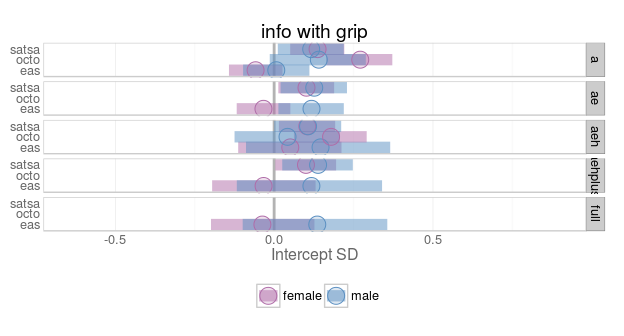 info with grip
satsa
octo
eas
a
satsa
octo
eas
ae
satsa
octo
eas
aeh
satsa
octo
eas
satsa
octo
eas
full
-0.5 0.0 0.5
Intercept SD
female male